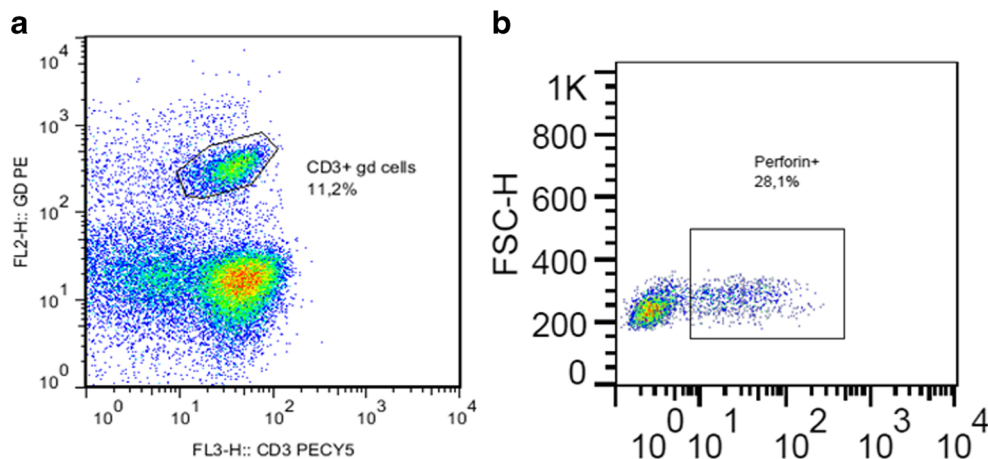 a
10^4
10^3
10^2
10^1
10^0
FL2-H:: GD PE
CD3+ gd cells
11,2%
10^0 10^1 10^2 10^3 10^4
FL3-H:: CD3 PECY5
b
1K
800
600
400
200
0
FSC-H
Perforin+
28,1%
10^0 10^1 10^2 10^3 10^4